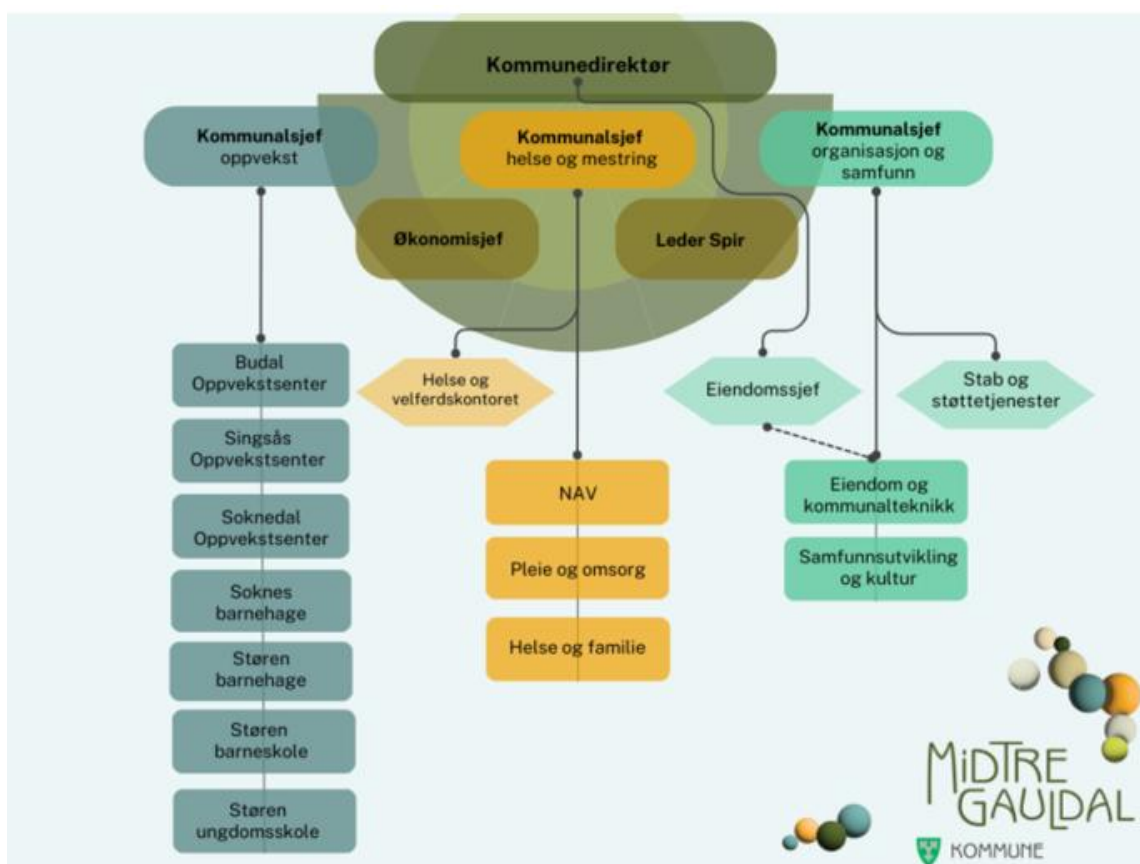 Kommunedirektør
Kommunalsjef
oppvekst
Kommunalsjef
helse og mestring
Kommunalsjef
organisasjon og
samfunn
Økonomisjef
Leder Spir
Budal
Oppvekstsenter
Singsås
Oppvekstsenter
Soknedal
Oppvekstsenter
Soknes
barnehage
Støren
barnehage
Støren
barneskole
Støren
ungdomsskole
Helse og
velferdskontoret
NAV
Pleie og omsorg
Helse og familie
Eiendomssjef
Stab og
støttetjenester
Eiendom og
kommunalteknikk
Samfunnsutvikling
og kultur
MiDTRE
GAULDAL
KOMMUNE